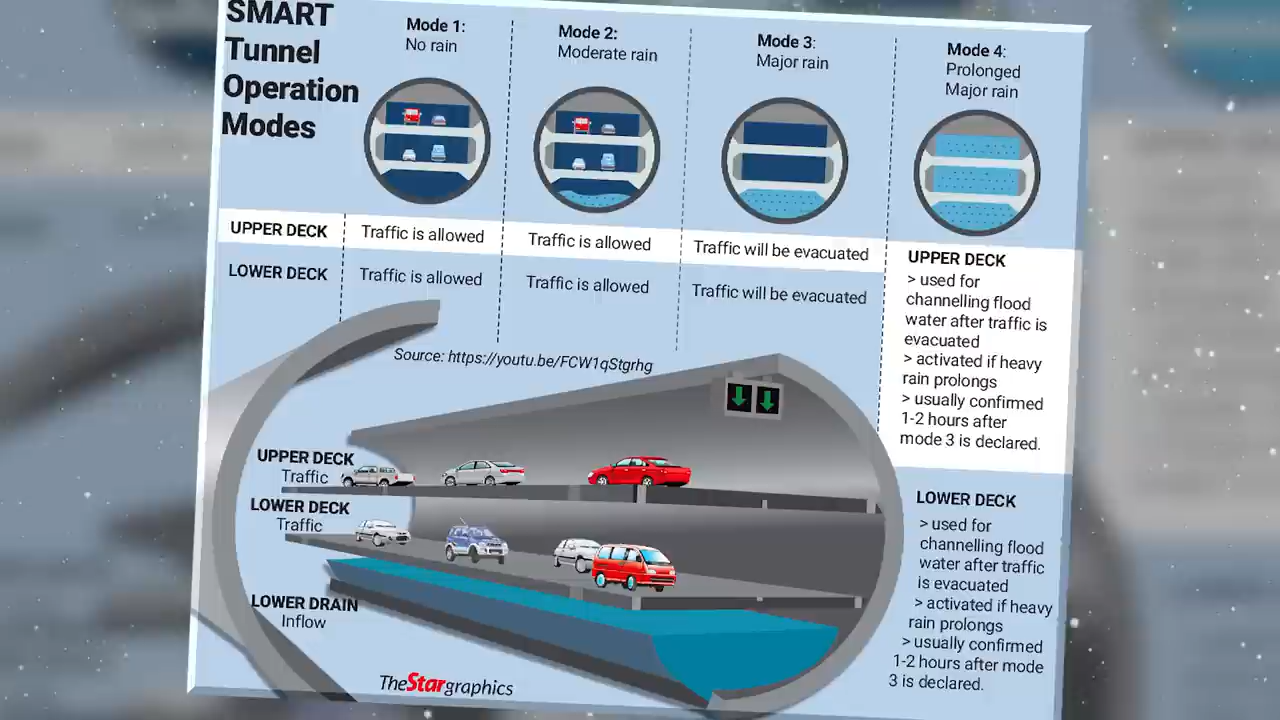 SMART
Tunnel
Operation
Modes
Mode 1:
No rain
Mode 2:
Moderate rain
Mode 3:
Major rain
Mode 4:
Prolonged
Major rain
UPPER DECK
Traffic is allowed
Traffic is allowed
Traffic will be evacuated
LOWER DECK
Traffic is allowed
Traffic is allowed
Traffic will be evacuated
UPPER DECK
> used for
channelling flood
water after traffic is
evacuated
> activated if heavy
rain prolongs
> usually confirmed
1-2 hours after
mode 3 is declared.
LOWER DECK
> used for
channelling flood
water after traffic
is evacuated
> activated if heavy
rain prolongs
> usually confirmed
1-2 hours after mode
3 is declared.
Source: https://youtu.be/FCW1qStgrhg
UPPER DECK
Traffic
LOWER DECK
Traffic
LOWER DRAIN
Inflow
TheStargraphics